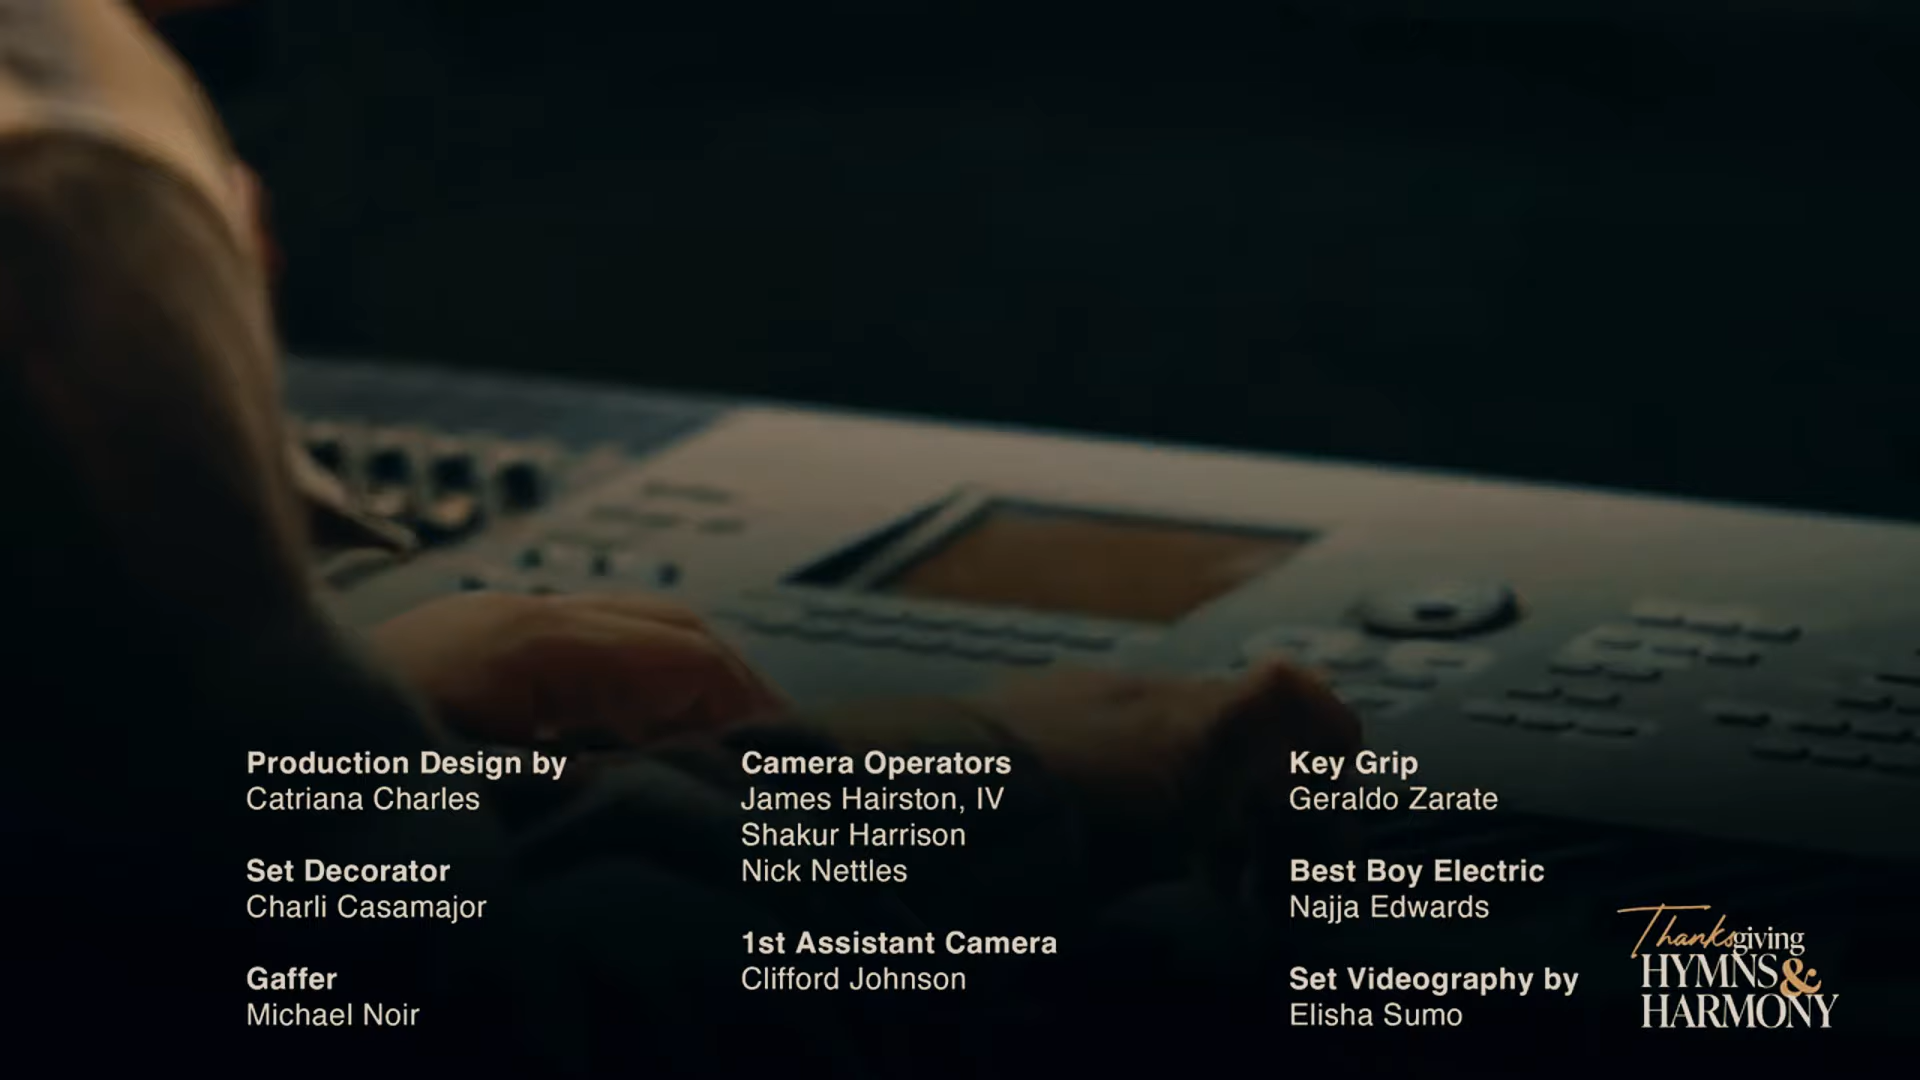 Production Design by
Catriana Charles
Set Decorator
Charli Casamajor
Gaffer
Michael Noir
Camera Operators
James Hairston, IV
Shakur Harrison
Nick Nettles
1st Assistant Camera
Clifford Johnson
Key Grip
Geraldo Zarate
Best Boy Electric
Najja Edwards
Set Videography by
Elisha Sumo
Thanksgiving
HYMNS &
HARMONY